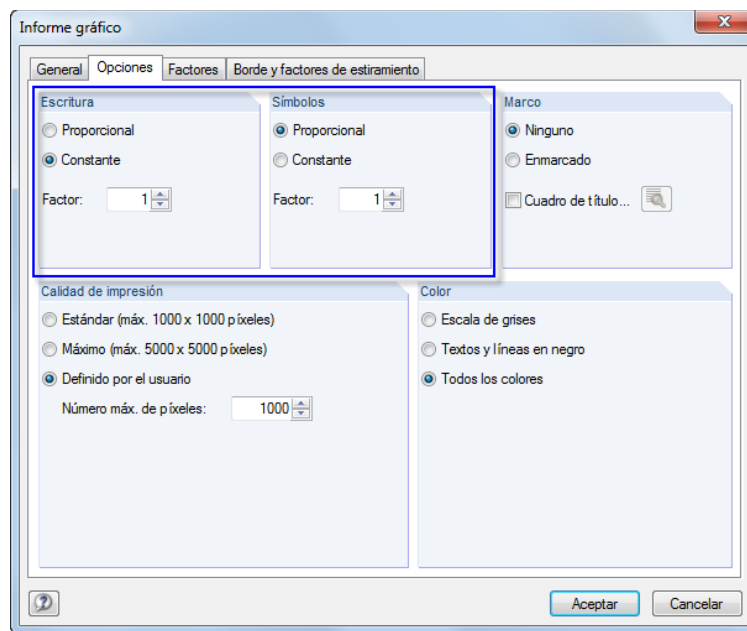 Informe gráfico
General Opciones Factores Borde y factores de estiramiento
Escritura Símbolos Marco
Proporcional Proporcional Ninguno
Constante Constante Enmarcado
Factor: 1 Factor: 1 Cuadro de título...
Calidad de impresión Color
Estándar (máx. 1000 x 1000 píxeles) Escala de grises
Máximo (máx. 5000 x 5000 píxeles) Textos y líneas en negro
Definido por el usuario Todos los colores
Número máx. de píxeles: 1000
Aceptar Cancelar